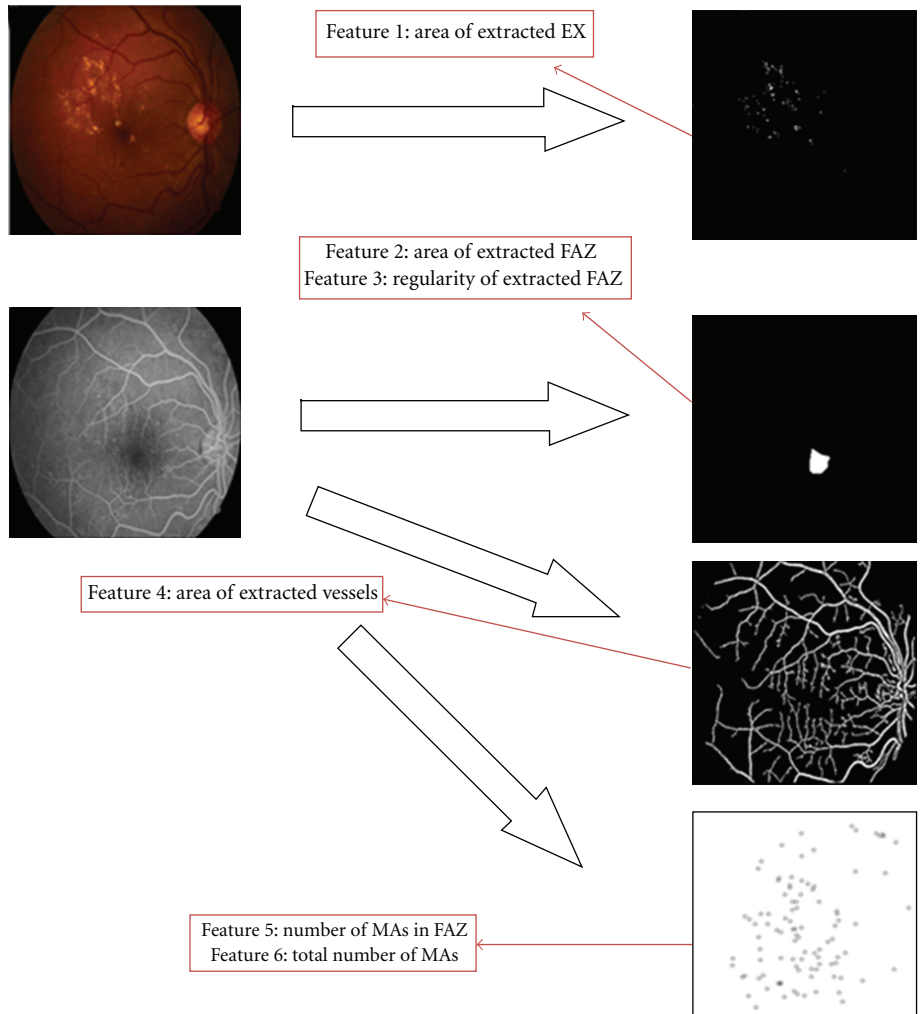 Feature 1: area of extracted EX
Feature 2: area of extracted FAZ
Feature 3: regularity of extracted FAZ
Feature 4: area of extracted vessels
Feature 5: number of MAs in FAZ
Feature 6: total number of MAs